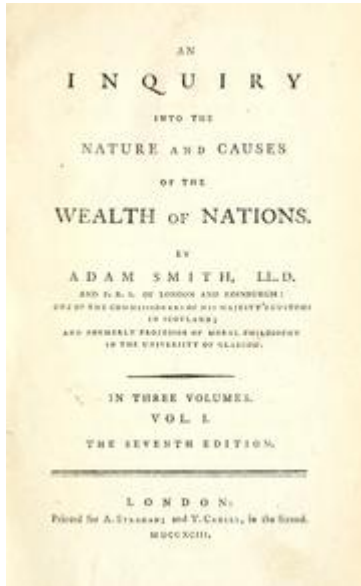 AN
INQUIRY
INTO THE
NATURE AND CAUSES
OF THE
WEALTH OF NATIONS.
BY
ADAM SMITH, LL.D.
AND F. R. S. OF LONDON AND EDINBURGH:
ONE OF THE COMMISSIONERS OF HIS MAJESTY'S CUSTOMS
IN SCOTLAND;
AND FORMERLY PROFESSOR OF MORAL PHILOSOPHY
IN THE UNIVERSITY OF GLASGOW.
IN THREE VOLUMES.
VOL. I.
THE SEVENTH EDITION.
LONDON:
Printed for A. STRAHAN; and T. CADELL, in the Strand.
MDCCXCIII.